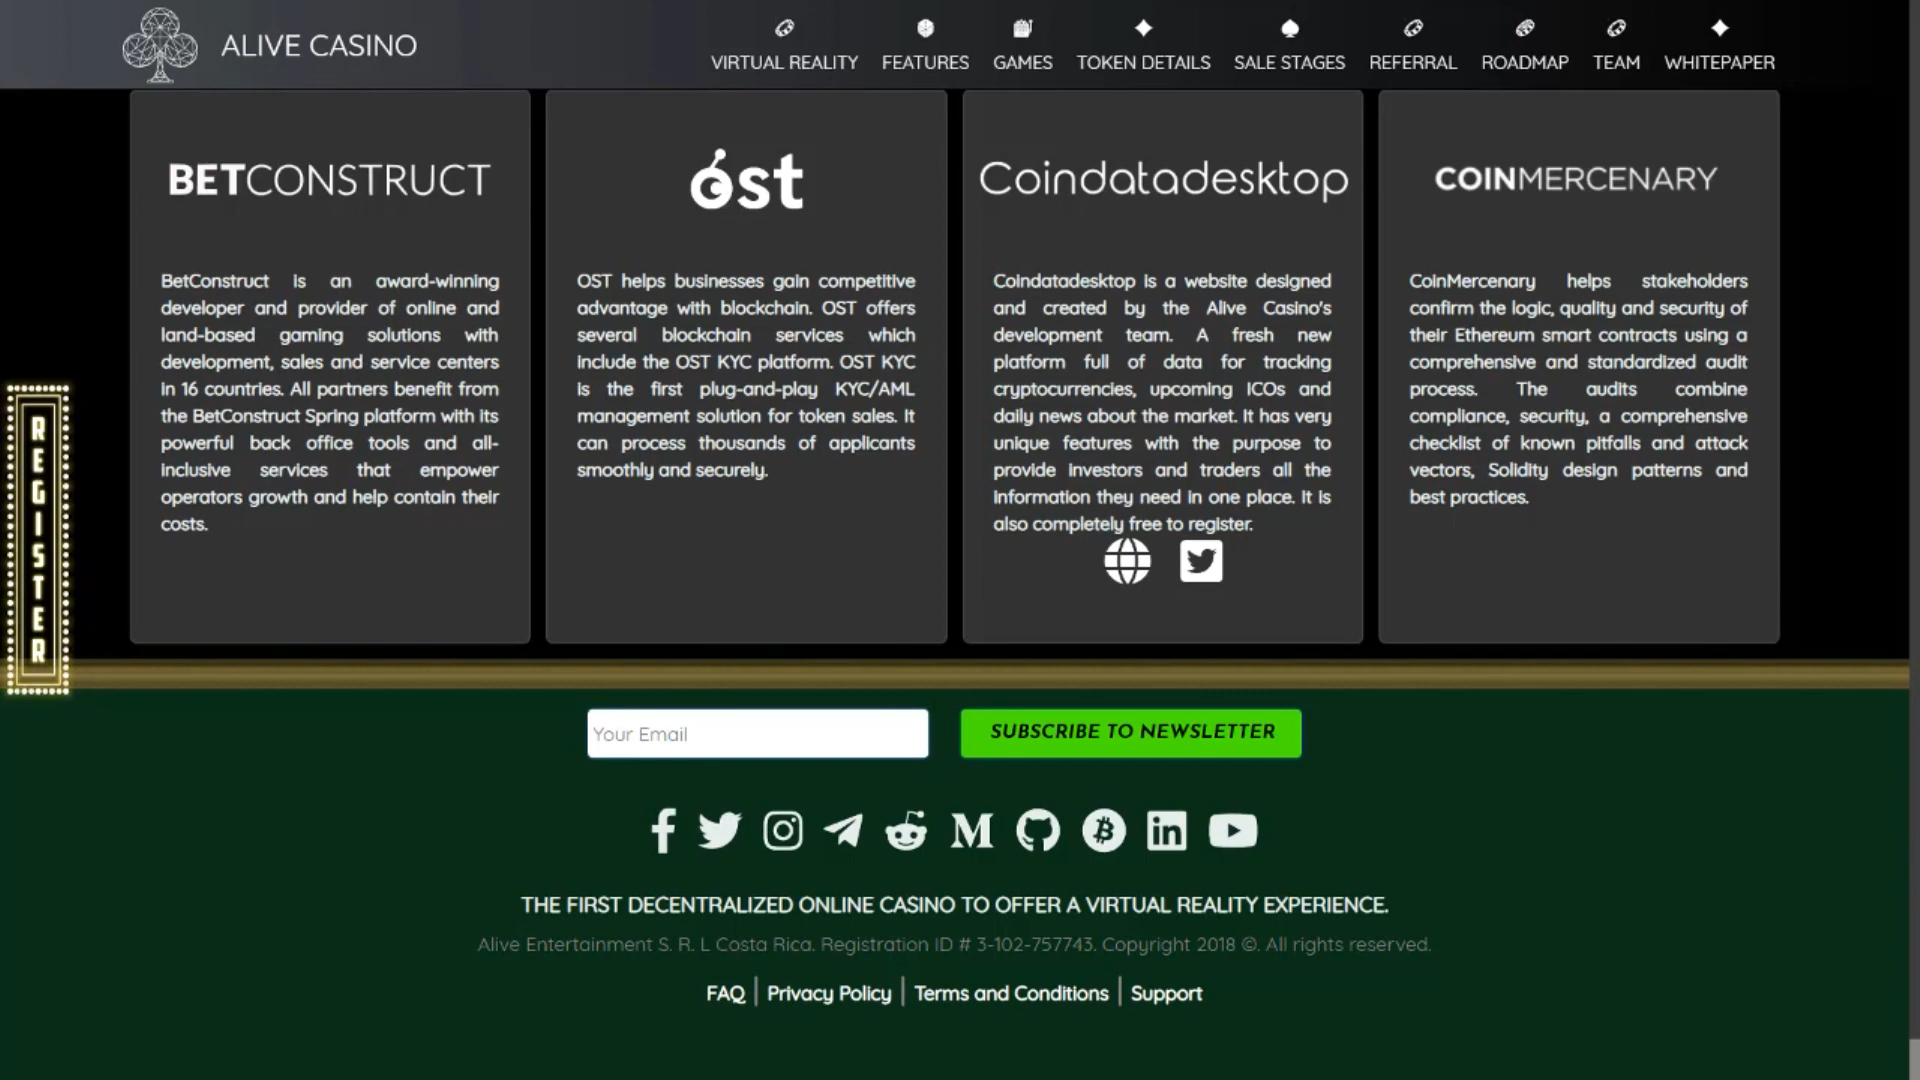 ALIVE CASINO
VIRTUAL REALITY FEATURES GAMES TOKEN DETAILS SALE STAGES REFERRAL ROADMAP TEAM WHITEPAPER
BETCONSTRUCT
BetConstruct is an award-winning
developer and provider of online and
land-based gaming solutions with
development, sales and service centers
in 16 countries. All partners benefit from
the BetConstruct Spring platform with its
powerful back office tools and all-
inclusive services that empower
operators growth and help contain their
costs.
ost
OST helps businesses gain competitive
advantage with blockchain. OST offers
several blockchain services which
include the OST KYC platform. OST KYC
is the first plug-and-play KYC/AML
management solution for token sales. It
can process thousands of applicants
smoothly and securely.
Coindatadesktop
Coindatadesktop is a website designed
and created by the Alive Casino's
development team. A fresh new
platform full of data for tracking
cryptocurrencies, upcoming ICOs and
daily news about the market. It has very
unique features with the purpose to
provide investors and traders all the
information they need in one place. It is
also completely free to register.
COINMERCENARY
CoinMercenary helps stakeholders
confirm the logic, quality and security of
their Ethereum smart contracts using a
comprehensive and standardized audit
process. The audits combine
compliance, security, a comprehensive
checklist of known pitfalls and attack
vectors, Solidity design patterns and
best practices.
REGISTER
Your Email
SUBSCRIBE TO NEWSLETTER
THE FIRST DECENTRALIZED ONLINE CASINO TO OFFER A VIRTUAL REALITY EXPERIENCE.
Alive Entertainment S. R. L Costa Rica. Registration ID # 3-102-757743. Copyright 2018 ©. All rights reserved.
FAQ | Privacy Policy | Terms and Conditions | Support